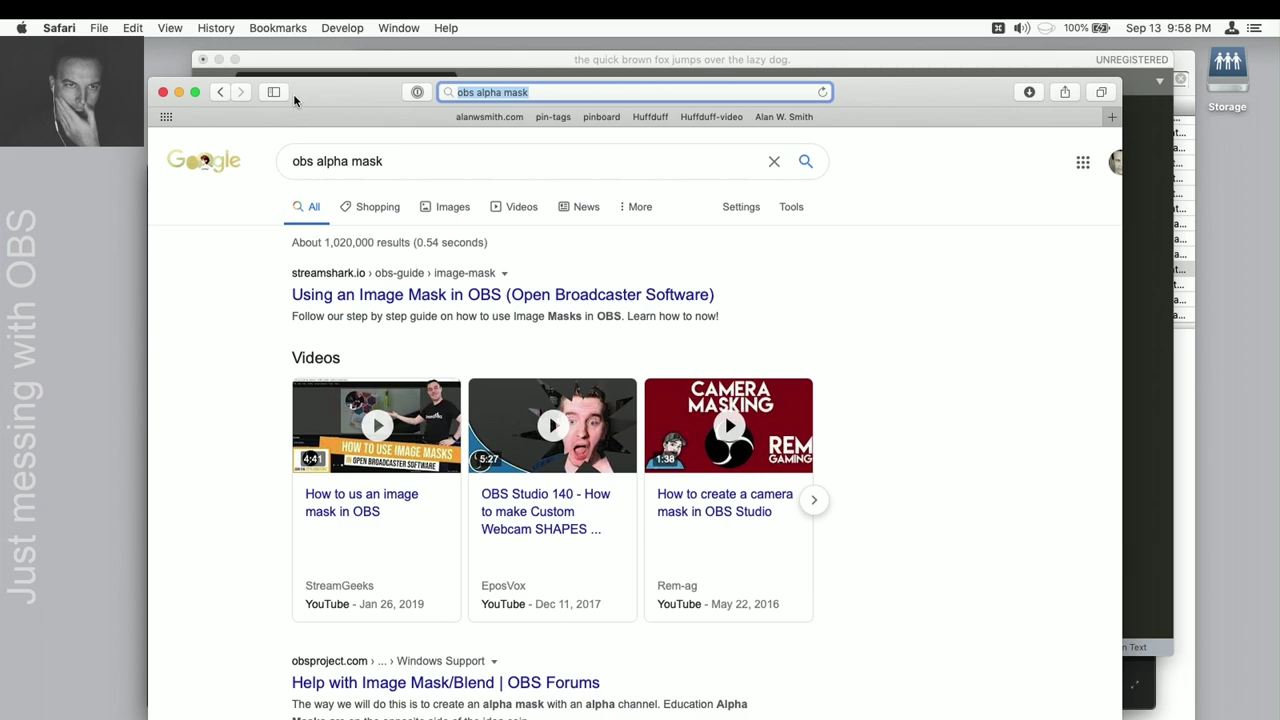 Safari File Edit View History Bookmarks Develop Window Help 100% Sep 13 9:58 PM
the quick brown fox jumps over the lazy dog. UNREGISTERED
obs alpha mask
alanwsmith.com pin-tags pinboard Huffduff Huffduff-video Alan W. Smith
Storage
Google obs alpha mask
All Shopping Images Videos News More Settings Tools
About 1,020,000 results (0.54 seconds)
streamshark.io › obs-guide › image-mask
Using an Image Mask in OBS (Open Broadcaster Software)
Follow our step by step guide on how to use Image Masks in OBS. Learn how to now!
Videos
HOW TO USE IMAGE MASKS
IN OPEN BROADCASTER SOFTWARE
4:41
5:27
CAMERA
MASKING
REM
GAMING
1:38
How to us an image
mask in OBS
StreamGeeks
YouTube - Jan 26, 2019
OBS Studio 140 - How
to make Custom
Webcam SHAPES ...
EposVox
YouTube - Dec 11, 2017
How to create a camera
mask in OBS Studio
Rem-ag
YouTube - May 22, 2016
obsproject.com › ... › Windows Support
Help with Image Mask/Blend | OBS Forums
The way we will do this is to create an alpha mask with an alpha channel. Education Alpha
Just messing with OBS
n Text